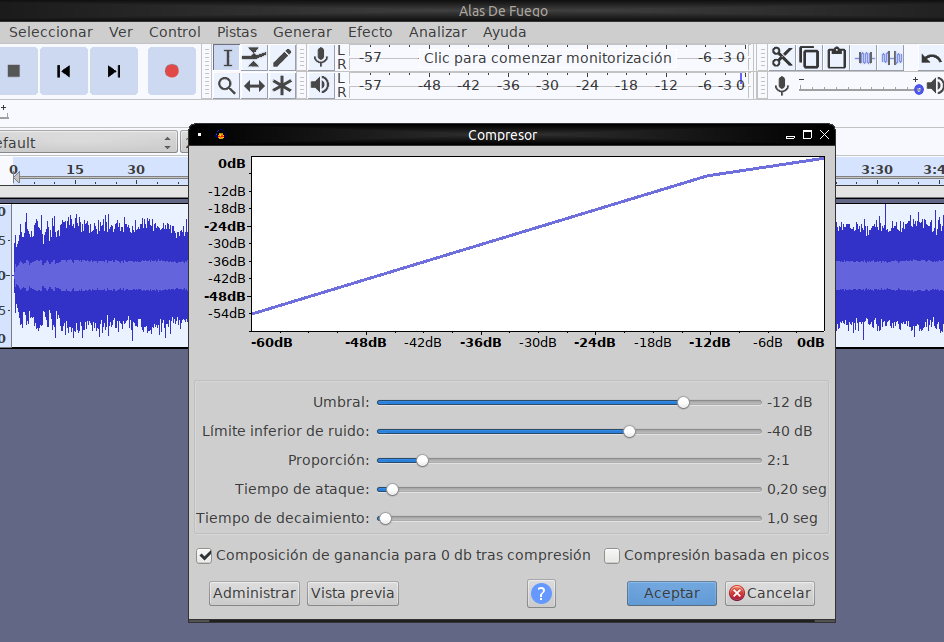 Alas De Fuego
Seleccionar Ver Control Pistas Generar Efecto Analizar Ayuda
L
R
-57 Clic para comenzar monitorización -6 -3 0
L
R
-57 -48 -42 -36 -30 -24 -18 -12 -6 -3 0
- +
efault
0 15 30 3:30 3:4
Compresor
0dB
-12dB
-18dB
-24dB
-30dB
-36dB
-42dB
-48dB
-54dB
-60dB -48dB -42dB -36dB -30dB -24dB -18dB -12dB -6dB 0dB
Umbral: -12 dB
Límite inferior de ruido: -40 dB
Proporción: 2:1
Tiempo de ataque: 0,20 seg
Tiempo de decaimiento: 1,0 seg
Composición de ganancia para 0 db tras compresión Compresión basada en picos
Administrar Vista previa ? Aceptar Cancelar